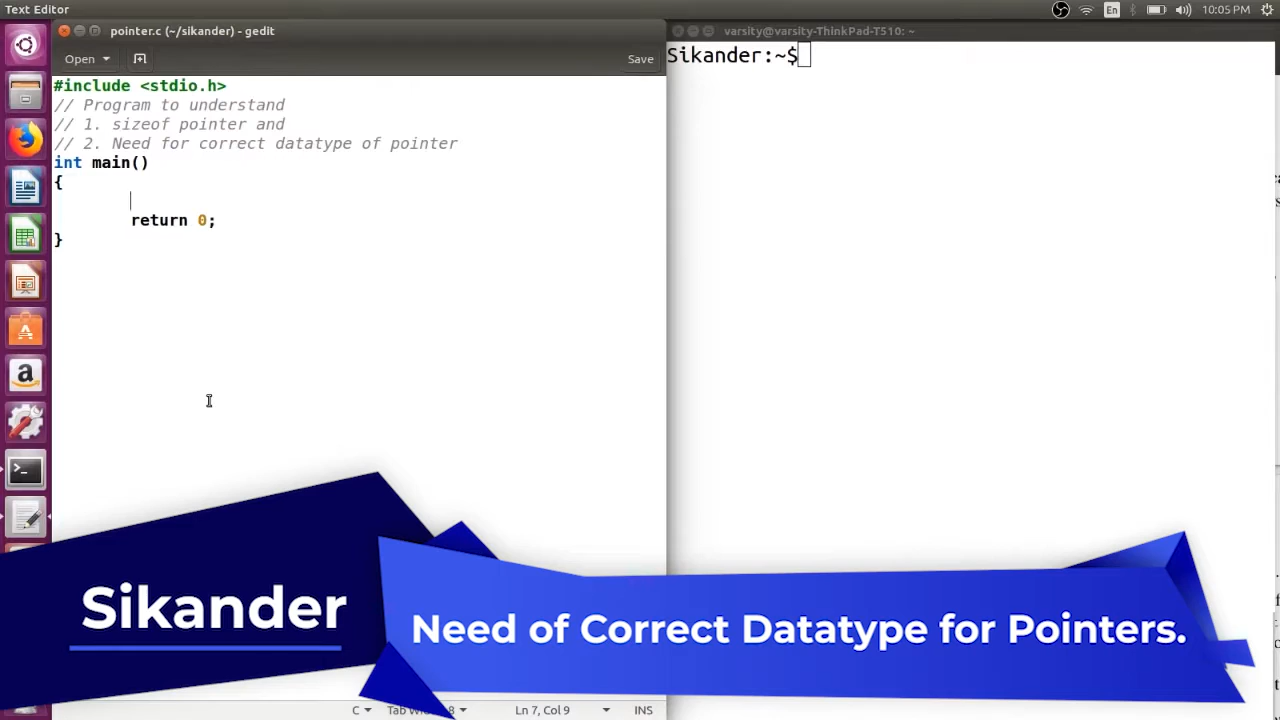 Text Editor
En
10:05 PM
pointer.c (~/sikander) - gedit
varsity@varsity-ThinkPad-T510: ~
Open
Save
Sikander:~$
#include <stdio.h>
// Program to understand
// 1. sizeof pointer and
// 2. Need for correct datatype of pointer
int main()
{
return 0;
}
Sikander
Need of Correct Datatype for Pointers.
C
Ln 7, Col 9
INS